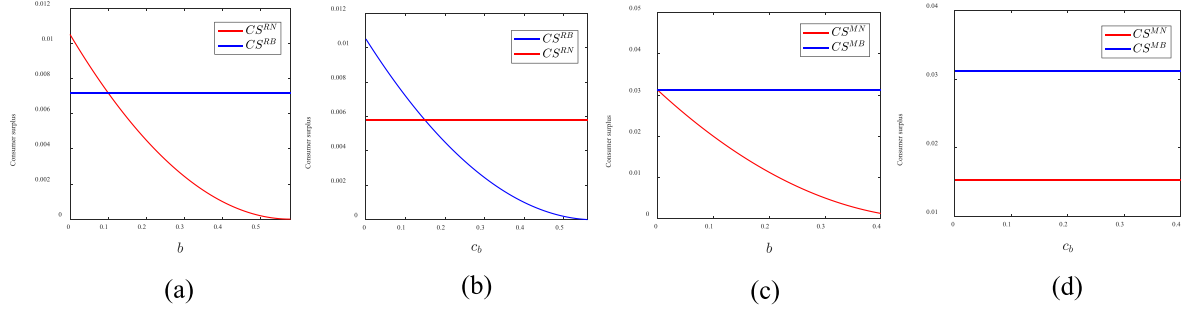 0.012
0.01
0.008
0.006
0.004
0.002
0
Consumer surplus
CS^{RN}
CS^{RB}
0 0.1 0.2 0.3 0.4 0.5
b
(a)
0.012
0.01
0.008
0.006
0.004
0.002
0
Consumer surplus
CS^{RB}
CS^{RN}
0 0.1 0.2 0.3 0.4 0.5
c_b
(b)
0.05
0.04
0.03
0.02
0.01
0
Consumer surplus
CS^{MN}
CS^{MB}
0 0.1 0.2 0.3 0.4
b
(c)
0.04
0.03
0.02
0.01
Consumer surplus
CS^{MN}
CS^{MB}
0 0.1 0.2 0.3 0.4
c_b
(d)